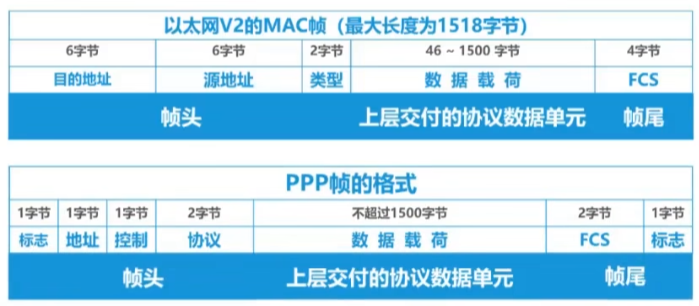 以太网V2的MAC帧（最大长度为1518字节）
6字节 6字节 2字节 46 ~ 1500 字节 4字节
目的地址 源地址 类型 数 据 载 荷 FCS
帧头 上层交付的协议数据单元 帧尾
PPP帧的格式
1字节 1字节 1字节 2字节 不超过1500字节 2字节 1字节
标志 地址 控制 协议 数 据 载 荷 FCS 标志
帧头 上层交付的协议数据单元 帧尾